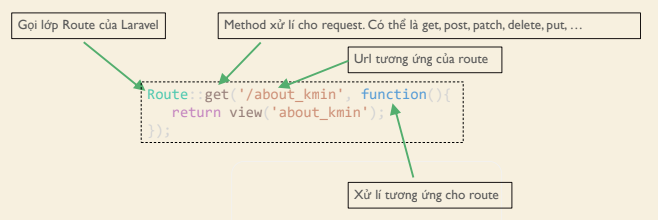 Gọi lớp Route của Laravel
Method xử lí cho request. Có thể là get, post, patch, delete, put, …
Url tương ứng của route
Route::get('/about_kmin', function(){
return view('about_kmin');
});
Xử lí tương ứng cho route